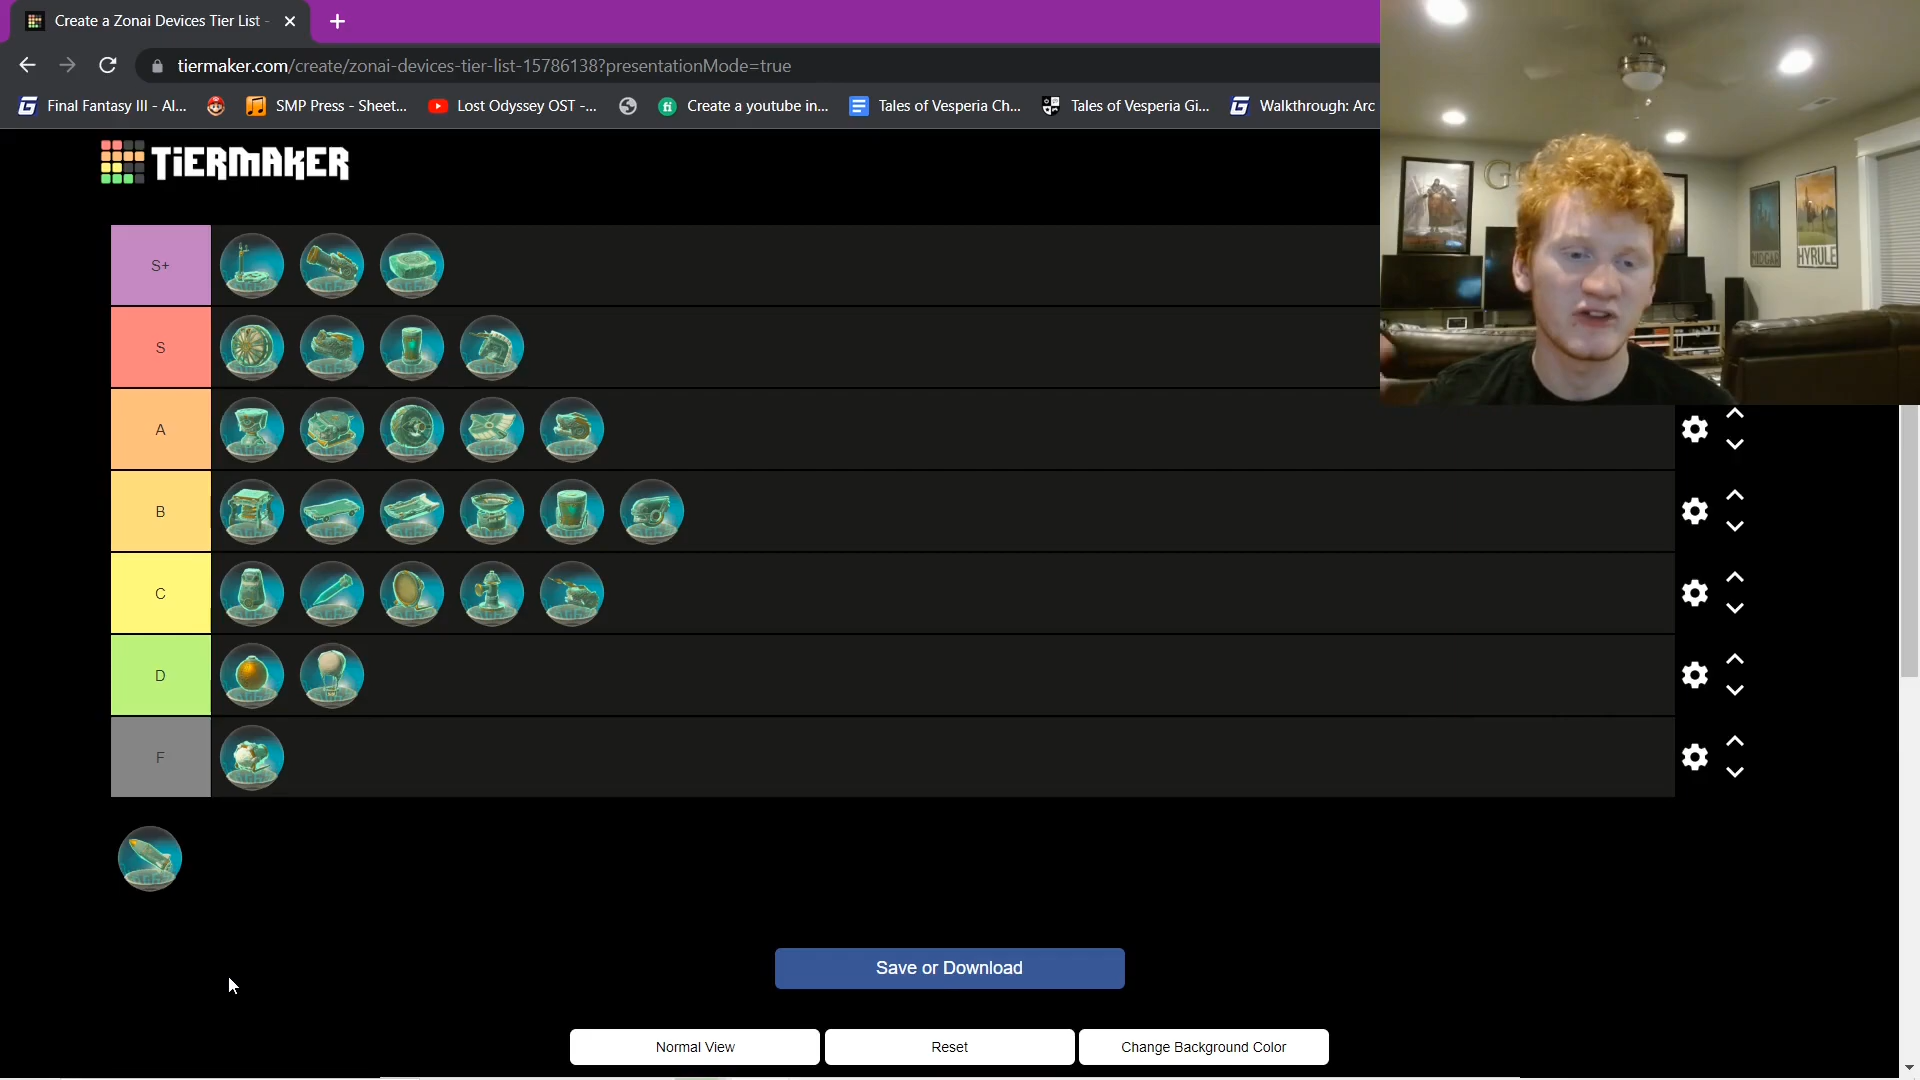 Create a Zonai Devices Tier List -
tiermaker.com/create/zonai-devices-tier-list-15786138?presentationMode=true
Final Fantasy III - Al... SMP Press - Sheet... Lost Odyssey OST -... Create a youtube in... Tales of Vesperia Ch... Tales of Vesperia Gi... Walkthrough: Arc
TiERMAKER
S+
S
A
B
C
D
F
MIDGAR
HYRULE
Save or Download
Normal View
Reset
Change Background Color